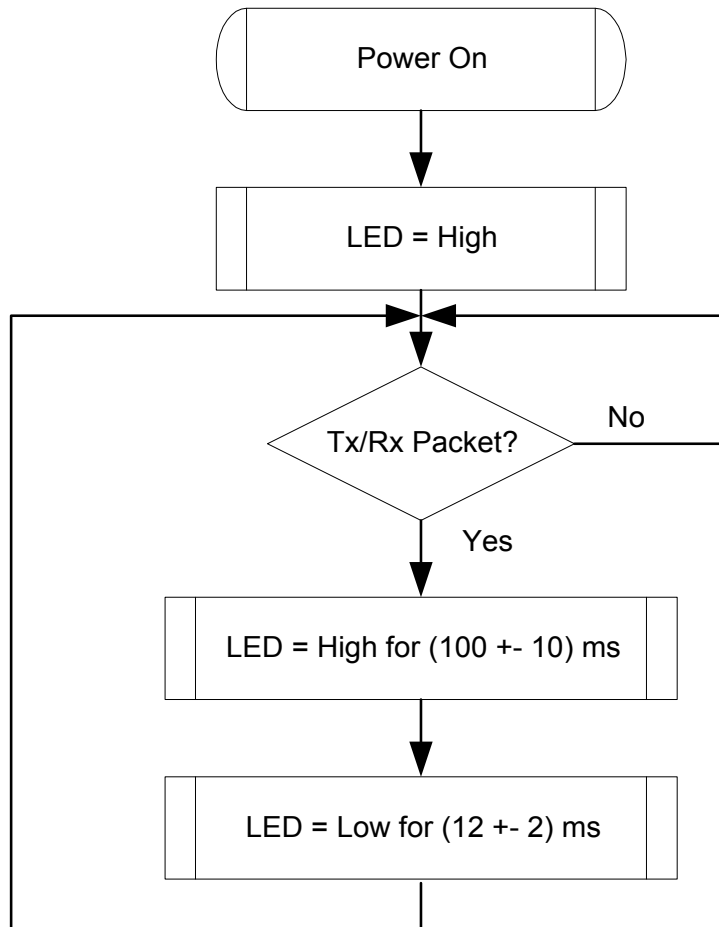 Power On
LED = High
Tx/Rx Packet?
No
Yes
LED = High for (100 +- 10) ms
LED = Low for (12 +- 2) ms